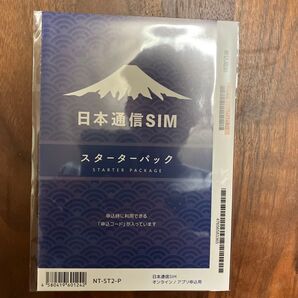 日本通信SIM
スターターパック
STARTER PACKAGE
申込時に利用できる
「申込コード」が入っています
4580419601242
NT-ST2-P
日本通信SIM
オンライン/アプリ申込用